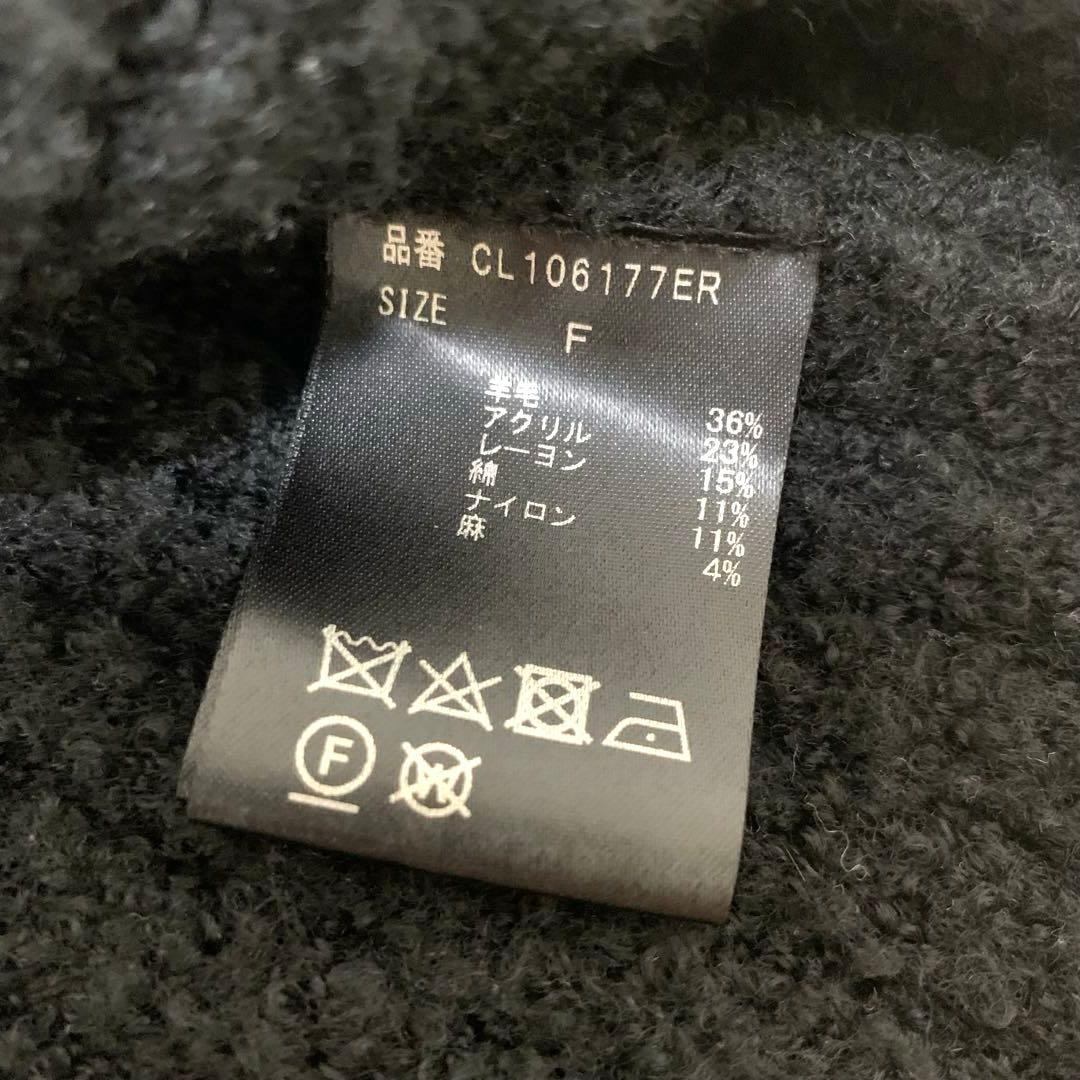 品番 CL106177ER
SIZE F
羊毛 36%
アクリル 23%
レーヨン 15%
綿 11%
ナイロン 11%
麻 4%
F
W